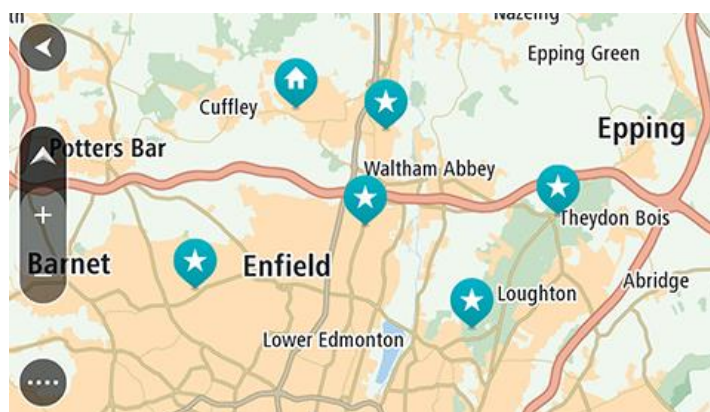 Nazeing
Epping Green
Cuffley
Epping
Potters Bar
Waltham Abbey
Theydon Bois
Barnet
Enfield
Loughton
Abridge
Lower Edmonton
+
-